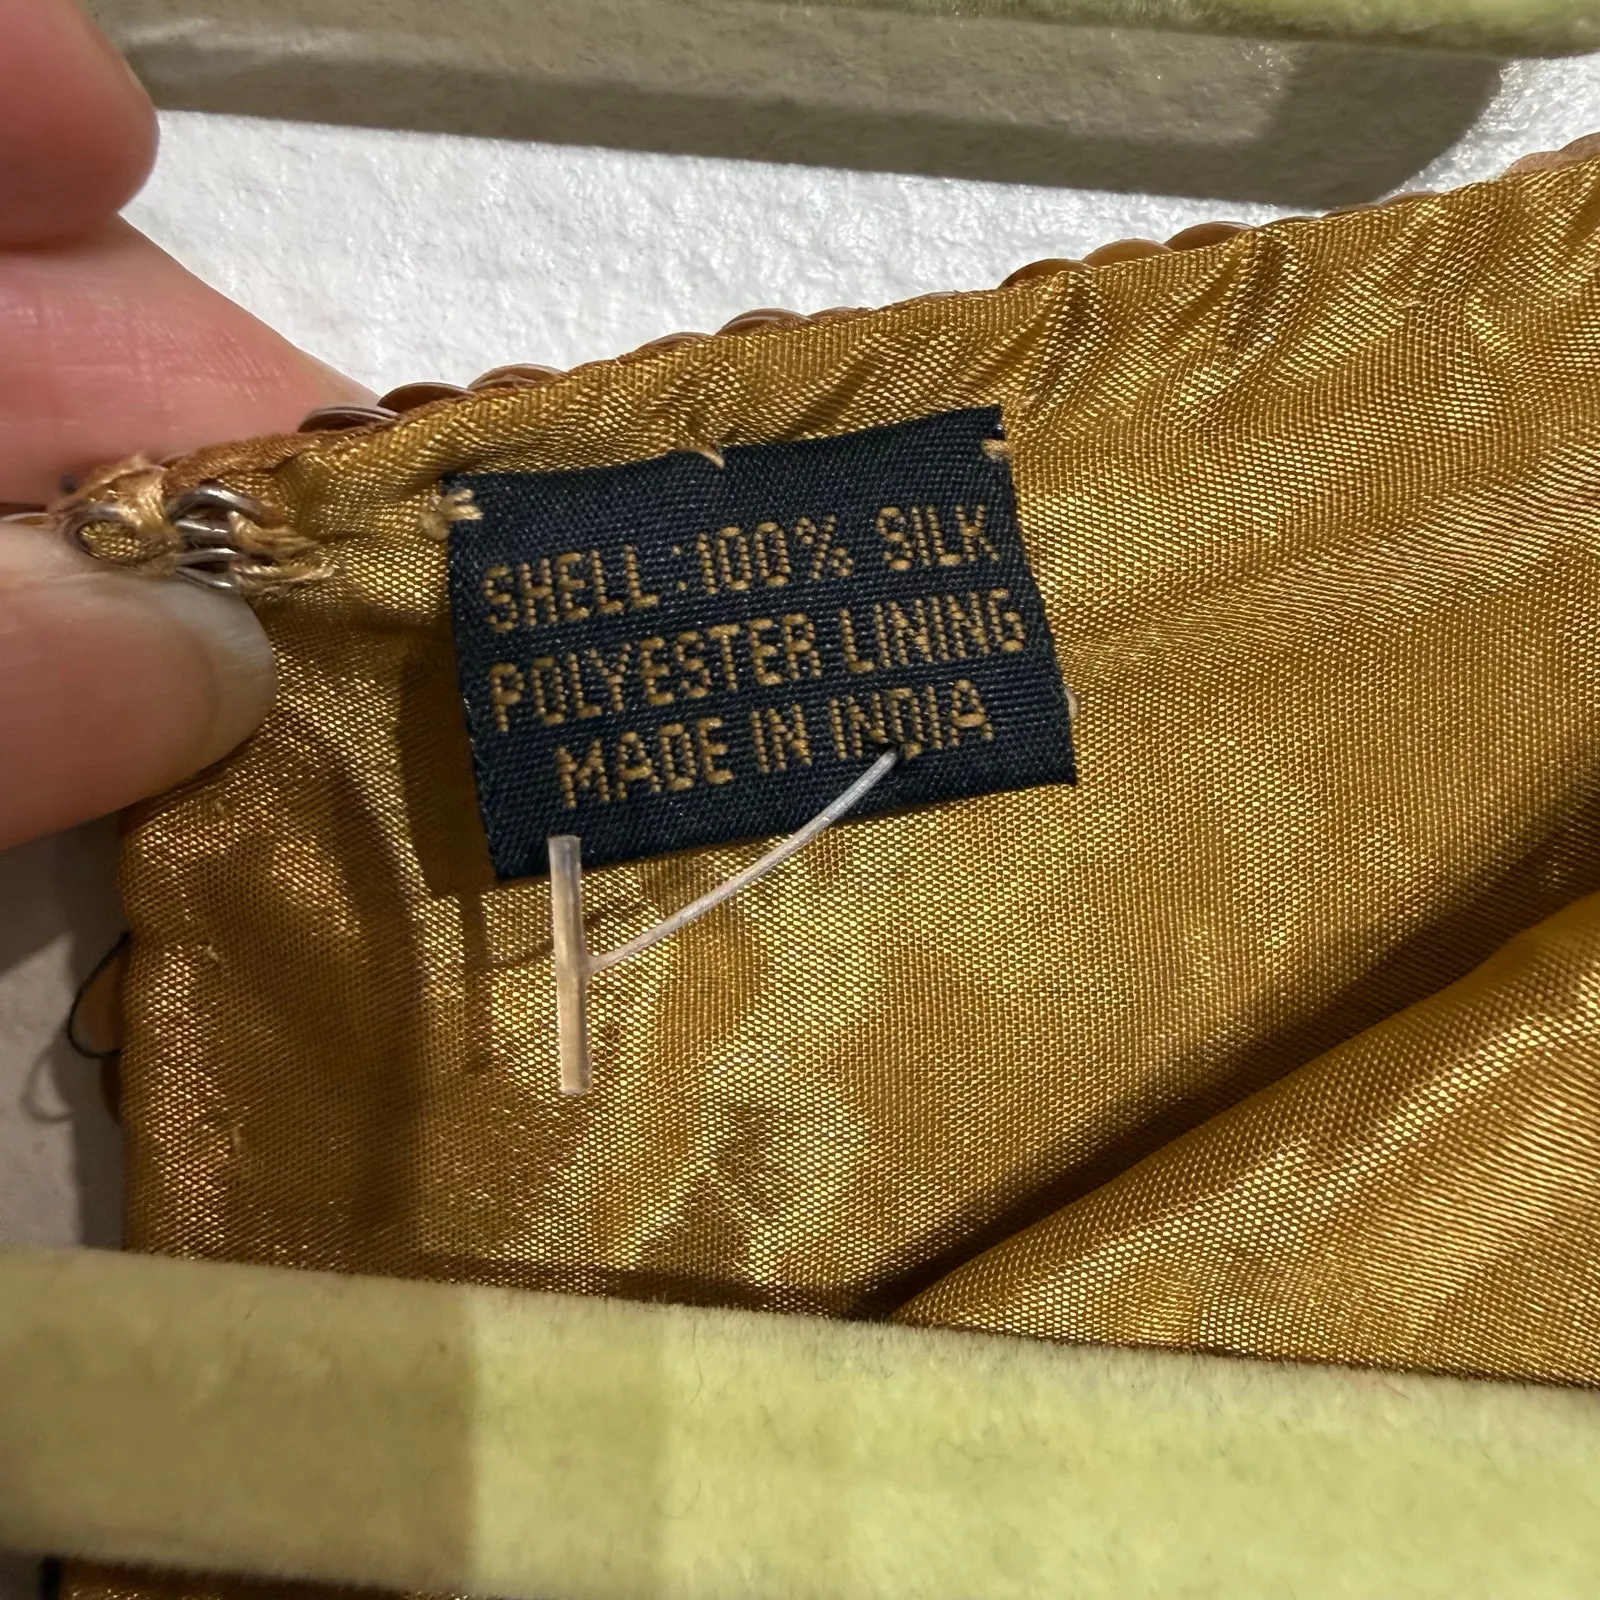 SHELL:100% SILK
POLYESTER LINING
MADE IN INDIA